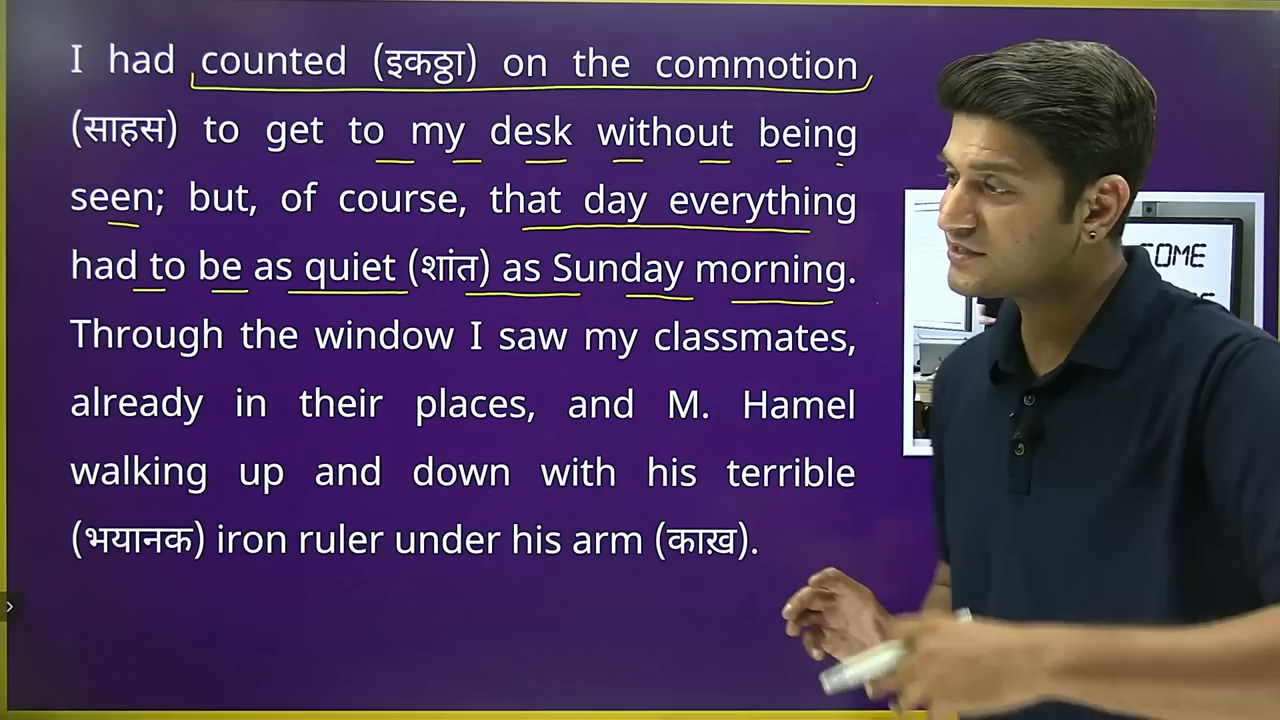 I had counted (इकठ्ठा) on the commotion
(साहस) to get to my desk without being
seen; but, of course, that day everything
had to be as quiet (शांत) as Sunday morning.
Through the window I saw my classmates,
already in their places, and M. Hamel
walking up and down with his terrible
(भयानक) iron ruler under his arm (काख़).